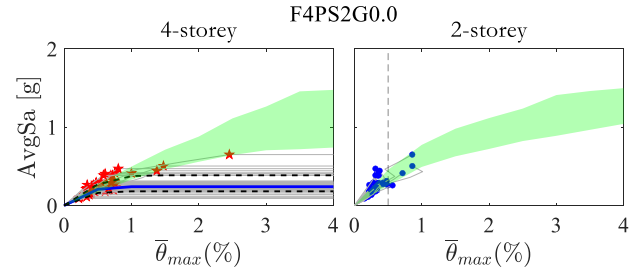 F4PS2G0.0
4-storey
2-storey
AvgSa [g]
2
1
0
0 1 2 3 4
0 1 2 3 4
θ̅max(%)
θ̅max(%)